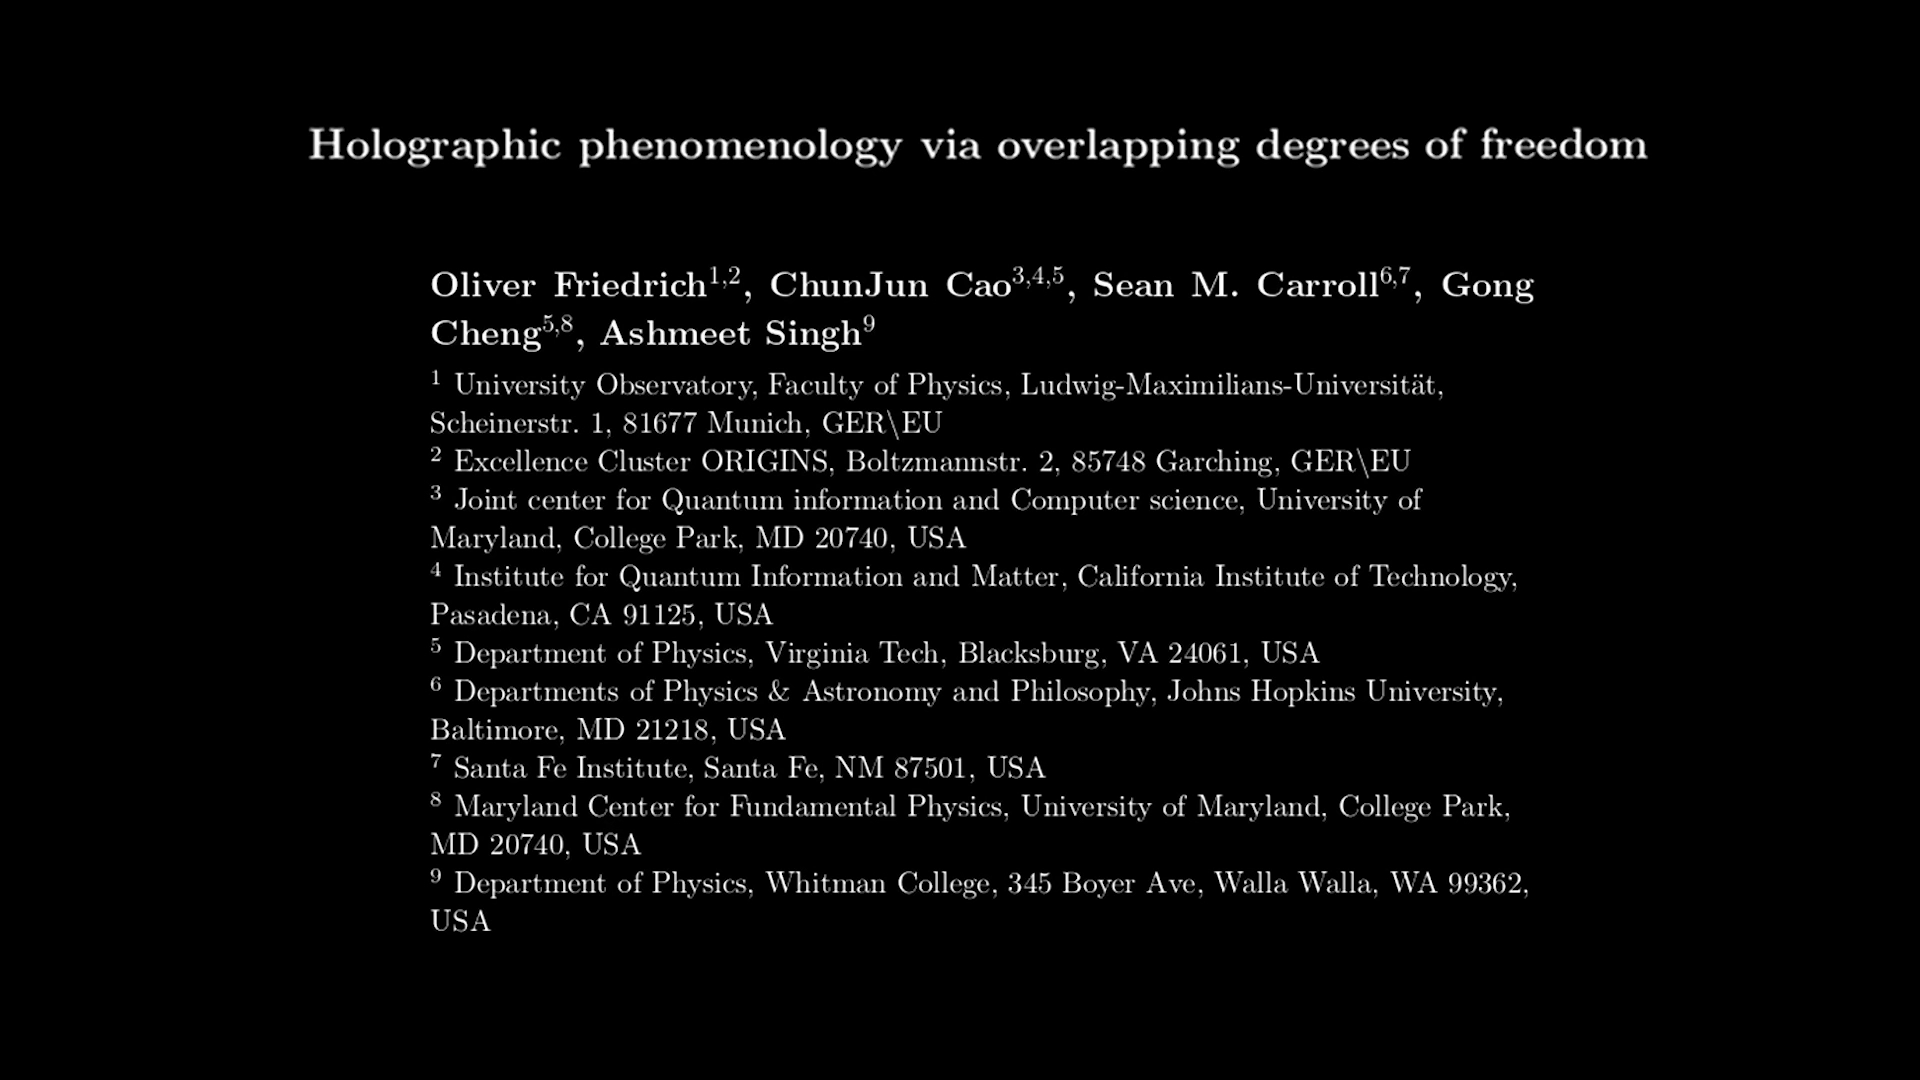 Holographic phenomenology via overlapping degrees of freedom
Oliver Friedrich1,2, ChunJun Cao3,4,5, Sean M. Carroll6,7, Gong
Cheng5,8, Ashmeet Singh9
1 University Observatory, Faculty of Physics, Ludwig-Maximilians-Universität,
Scheinerstr. 1, 81677 Munich, GER\EU
2 Excellence Cluster ORIGINS, Boltzmannstr. 2, 85748 Garching, GER\EU
3 Joint center for Quantum information and Computer science, University of
Maryland, College Park, MD 20740, USA
4 Institute for Quantum Information and Matter, California Institute of Technology,
Pasadena, CA 91125, USA
5 Department of Physics, Virginia Tech, Blacksburg, VA 24061, USA
6 Departments of Physics & Astronomy and Philosophy, Johns Hopkins University,
Baltimore, MD 21218, USA
7 Santa Fe Institute, Santa Fe, NM 87501, USA
8 Maryland Center for Fundamental Physics, University of Maryland, College Park,
MD 20740, USA
9 Department of Physics, Whitman College, 345 Boyer Ave, Walla Walla, WA 99362,
USA